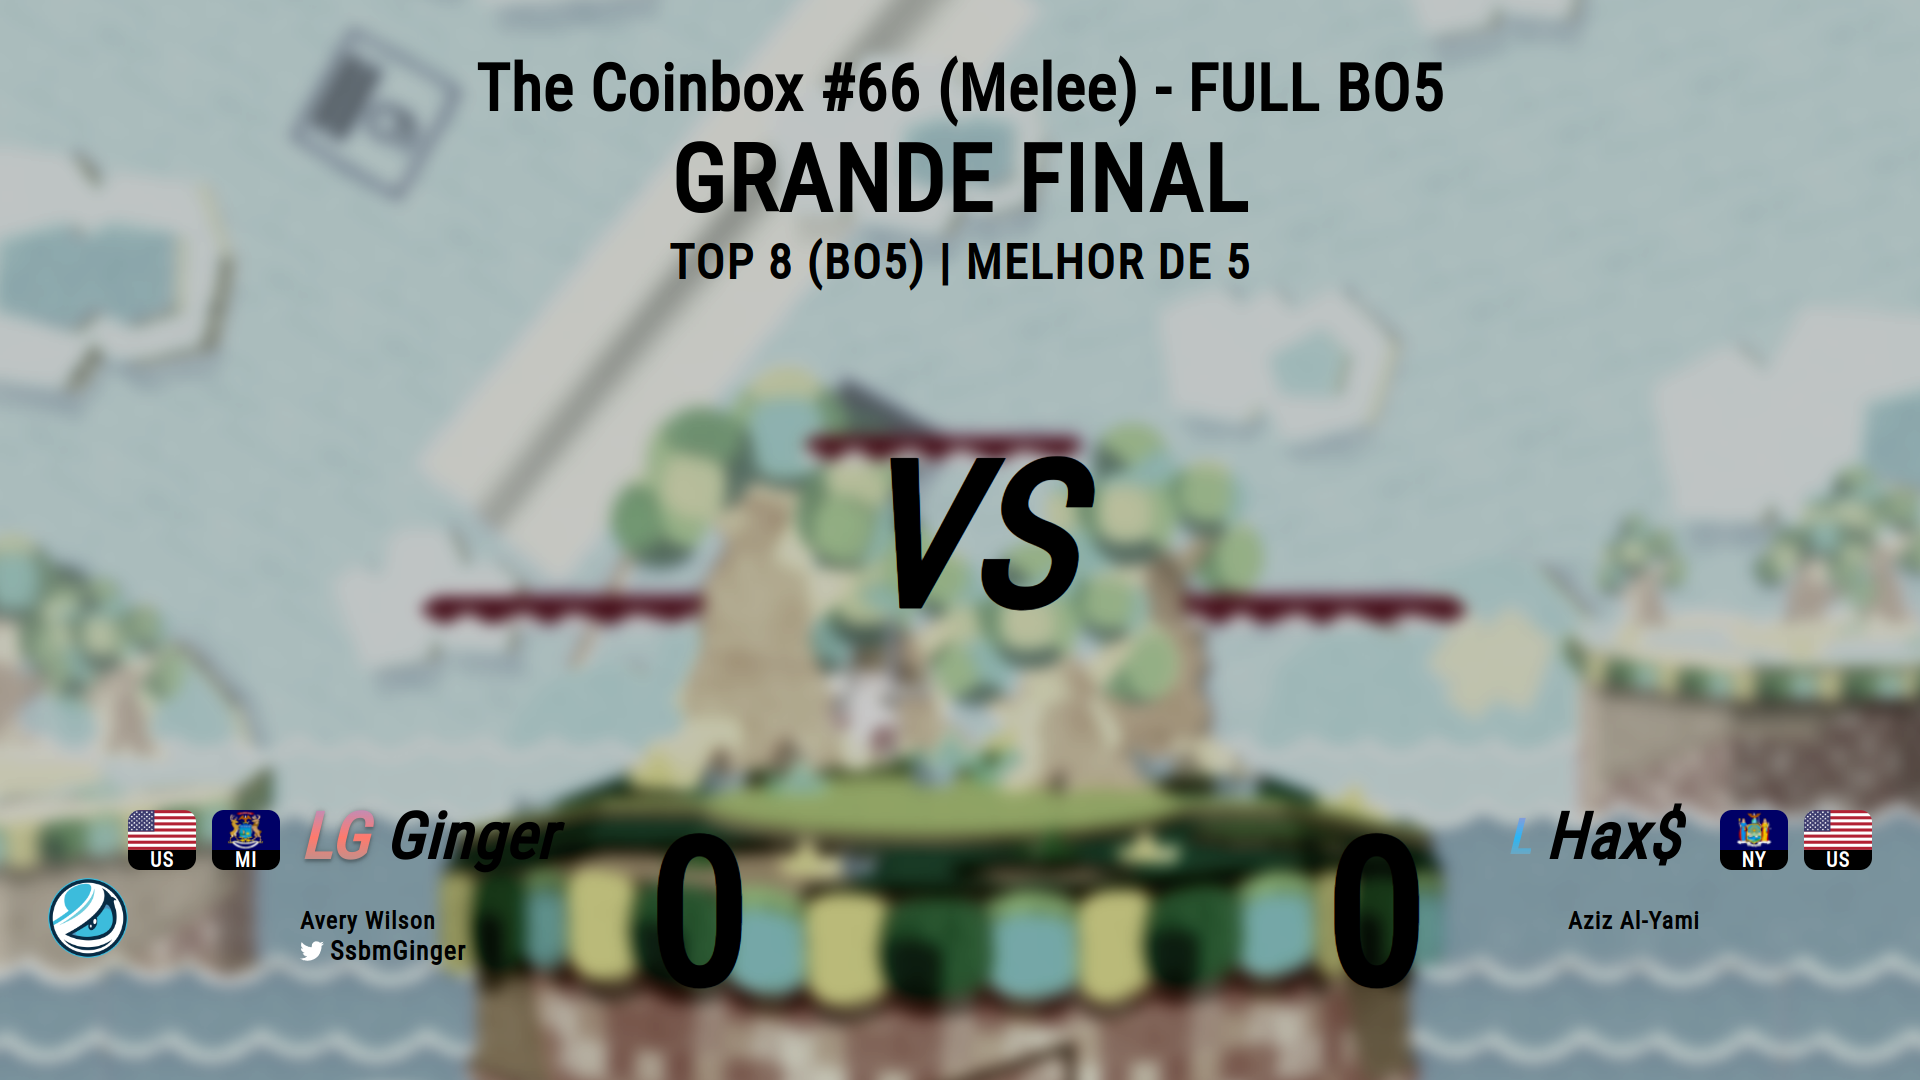 The Coinbox #66 (Melee) - FULL BO5
GRANDE FINAL
TOP 8 (BO5) | MELHOR DE 5
VS
US MI LG Ginger
Avery Wilson
SsbmGinger
0
0
L Hax$ NY US
Aziz Al-Yami